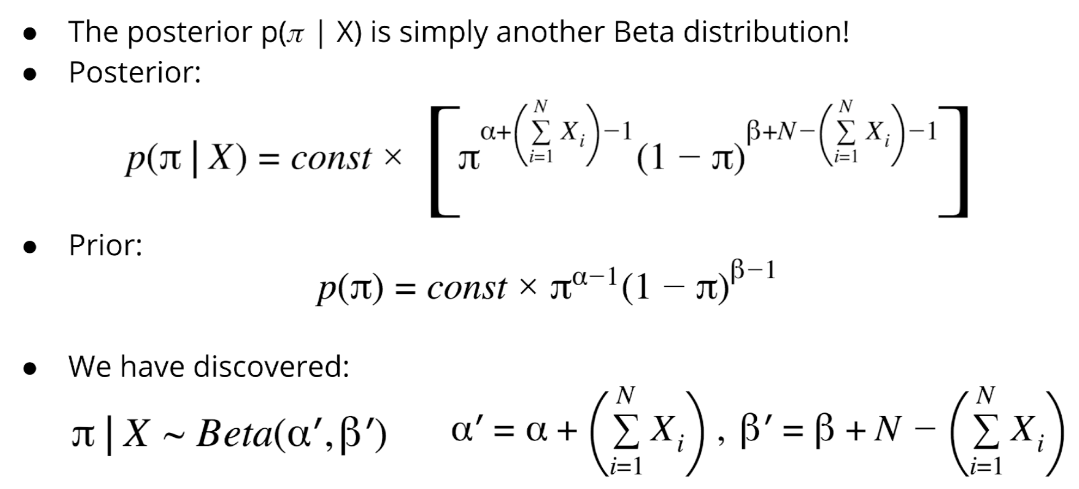 ● The posterior p(π | X) is simply another Beta distribution!
● Posterior:
p(π | X) = const × [ π^{α+(∑_{i=1}^{N} X_i)−1} (1 − π)^{β+N−(∑_{i=1}^{N} X_i)−1} ]
● Prior:
p(π) = const × π^{α−1}(1 − π)^{β−1}
● We have discovered:
π | X ~ Beta(α′,β′) α′ = α + (∑_{i=1}^{N} X_i) , β′ = β + N − (∑_{i=1}^{N} X_i)